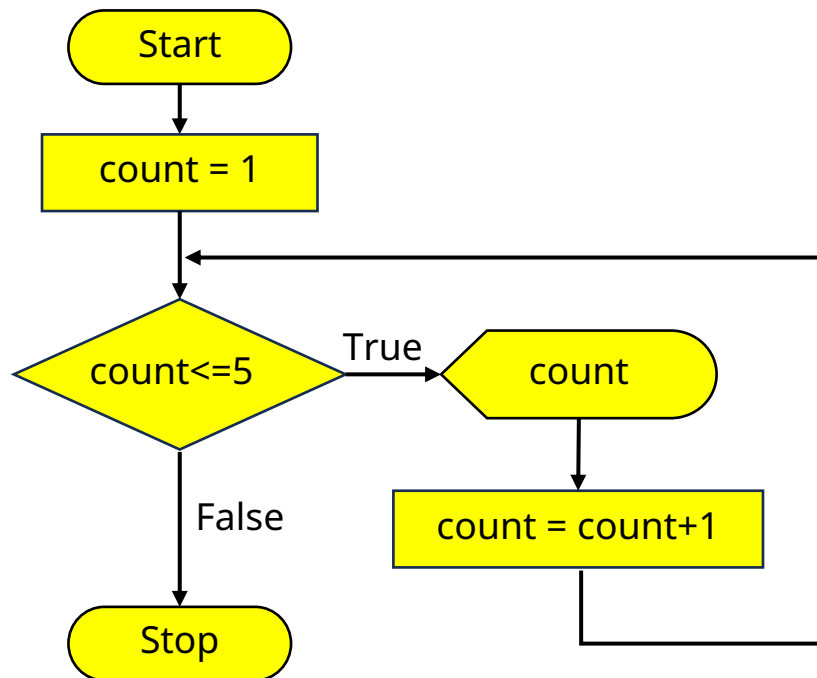 Start
count = 1
count<=5
True
count
False
count = count+1
Stop